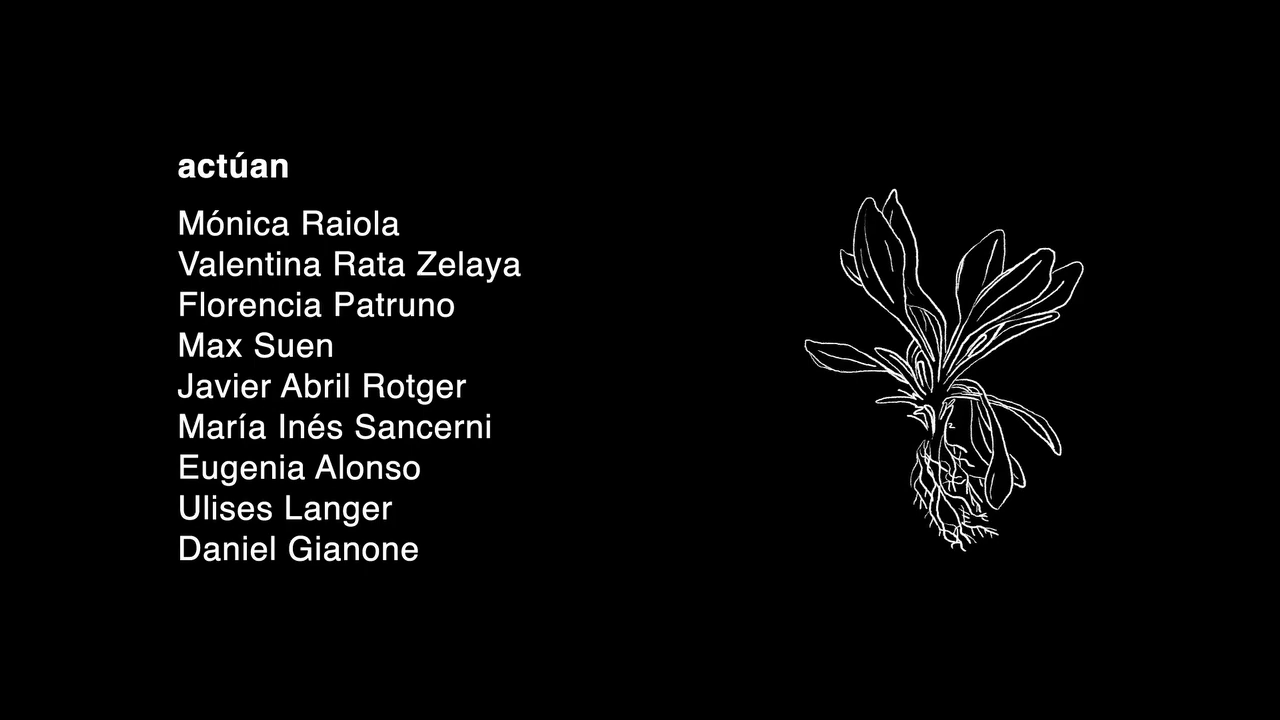 actúan
Mónica Raiola
Valentina Rata Zelaya
Florencia Patruno
Max Suen
Javier Abril Rotger
María Inés Sancerni
Eugenia Alonso
Ulises Langer
Daniel Gianone